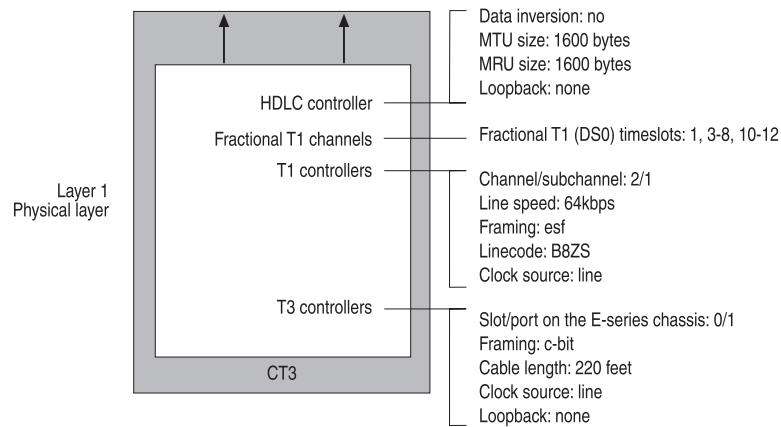 Data inversion: no
MTU size: 1600 bytes
MRU size: 1600 bytes
Loopback: none
HDLC controller
Fractional T1 channels
Fractional T1 (DS0) timeslots: 1, 3-8, 10-12
T1 controllers
Channel/subchannel: 2/1
Line speed: 64kbps
Framing: esf
Linecode: B8ZS
Clock source: line
Layer 1
Physical layer
T3 controllers
Slot/port on the E-series chassis: 0/1
Framing: c-bit
Cable length: 220 feet
Clock source: line
Loopback: none
CT3